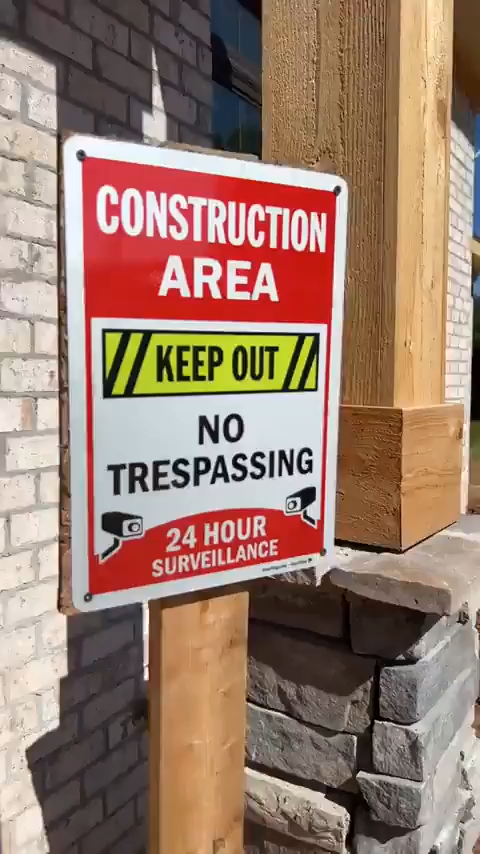 CONSTRUCTION
AREA
KEEP OUT
NO
TRESPASSING
24 HOUR
SURVEILLANCE